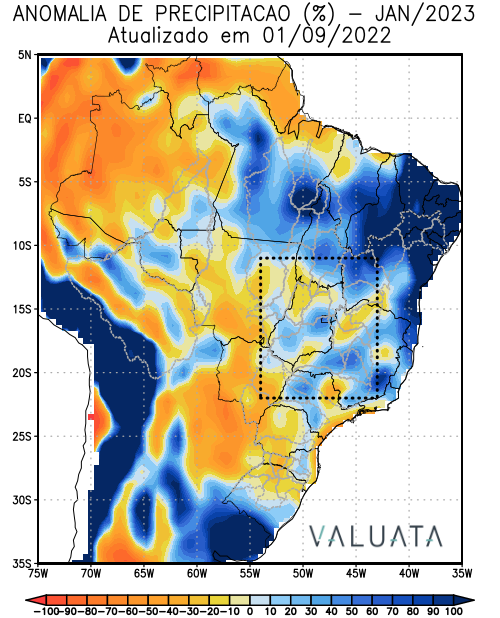 ANOMALIA DE PRECIPITACAO (%) – JAN/2023
Atualizado em 01/09/2022
5N
EQ
5S
10S
15S
20S
25S
30S
35S
VALUATA
75W 70W 65W 60W 55W 50W 45W 40W 35W
-100 -90 -80 -70 -60 -50 -40 -30 -20 -10 0 10 20 30 40 50 60 70 80 90 100